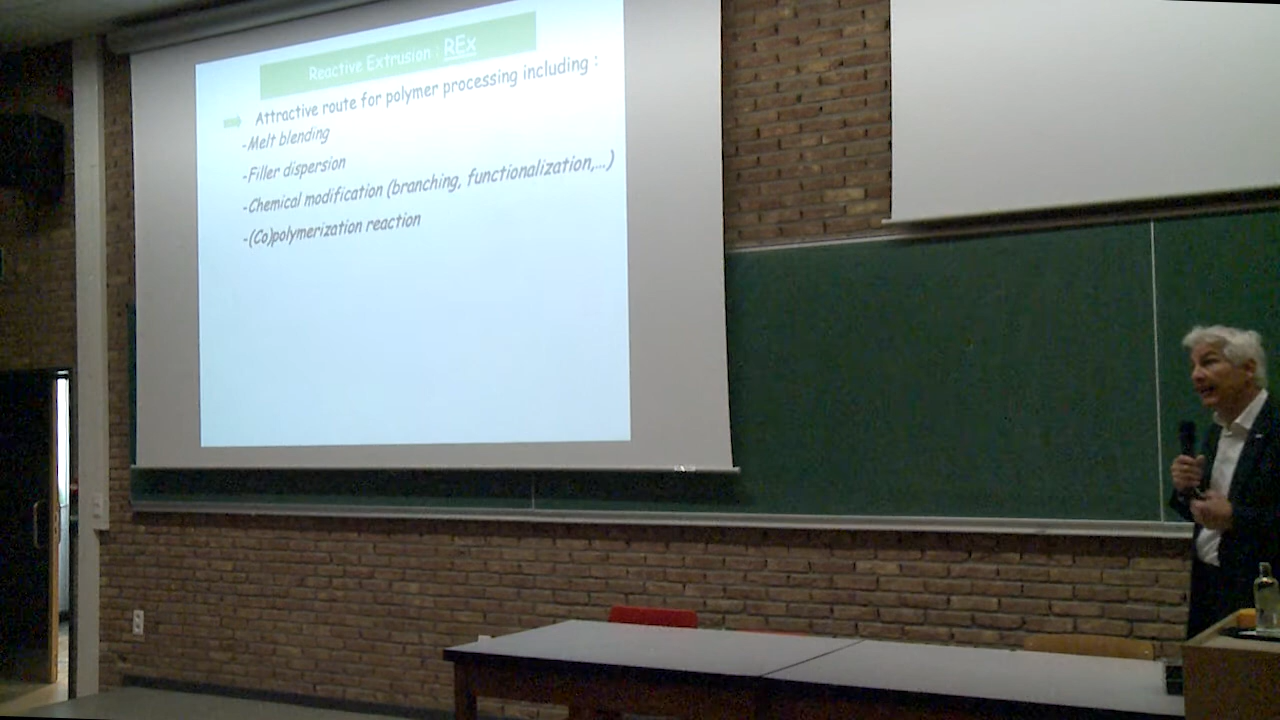 Reactive Extrusion : REx
Attractive route for polymer processing including :
-Melt blending
-Filler dispersion
-Chemical modification (branching, functionalization,...)
-(Co)polymerization reaction